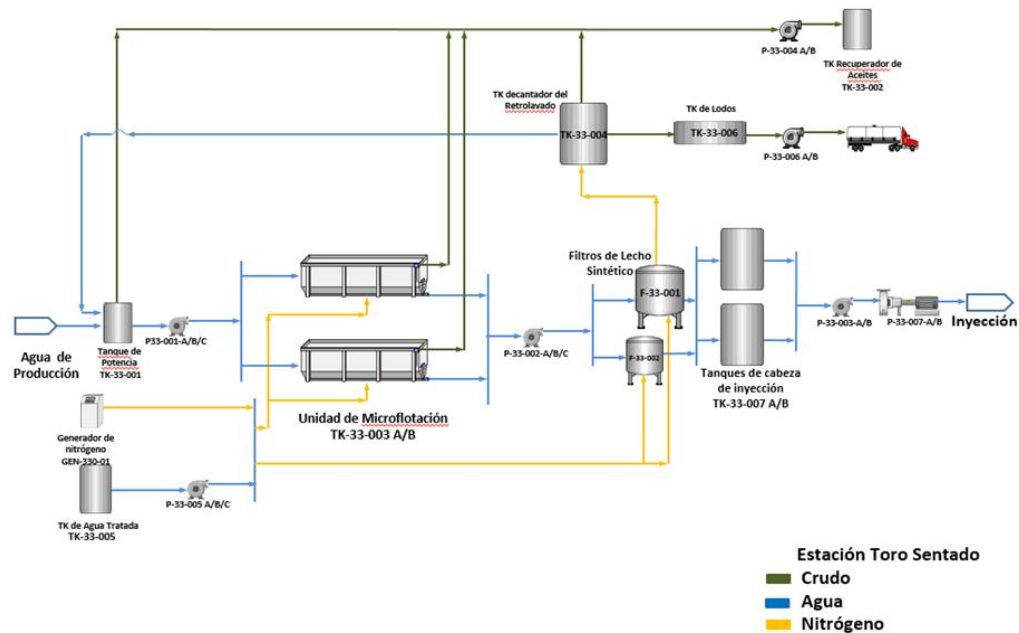 P-33-004 A/B
TK Recuperador de
Aceites
TK-33-002
TK decantador del
Retrolavado
TK-33-004
TK de Lodos
TK-33-006
P-33-006 A/B
Filtros de Lecho
Sintético
F-33-001
F-33-002
Agua de
Producción
Tanque de
Potencia
TK-33-001
P33-001-A/B/C
Unidad de Microflotación
TK-33-003 A/B
P-33-002-A/B/C
Tanques de cabeza
de inyección
TK-33-007 A/B
P-33-003-A/B
P-33-007-A/B
Inyección
Generador de
nitrógeno
GEN-330-01
P-33-005 A/B/C
TK de Agua Tratada
TK-33-005
Estación Toro Sentado
Crudo
Agua
Nitrógeno